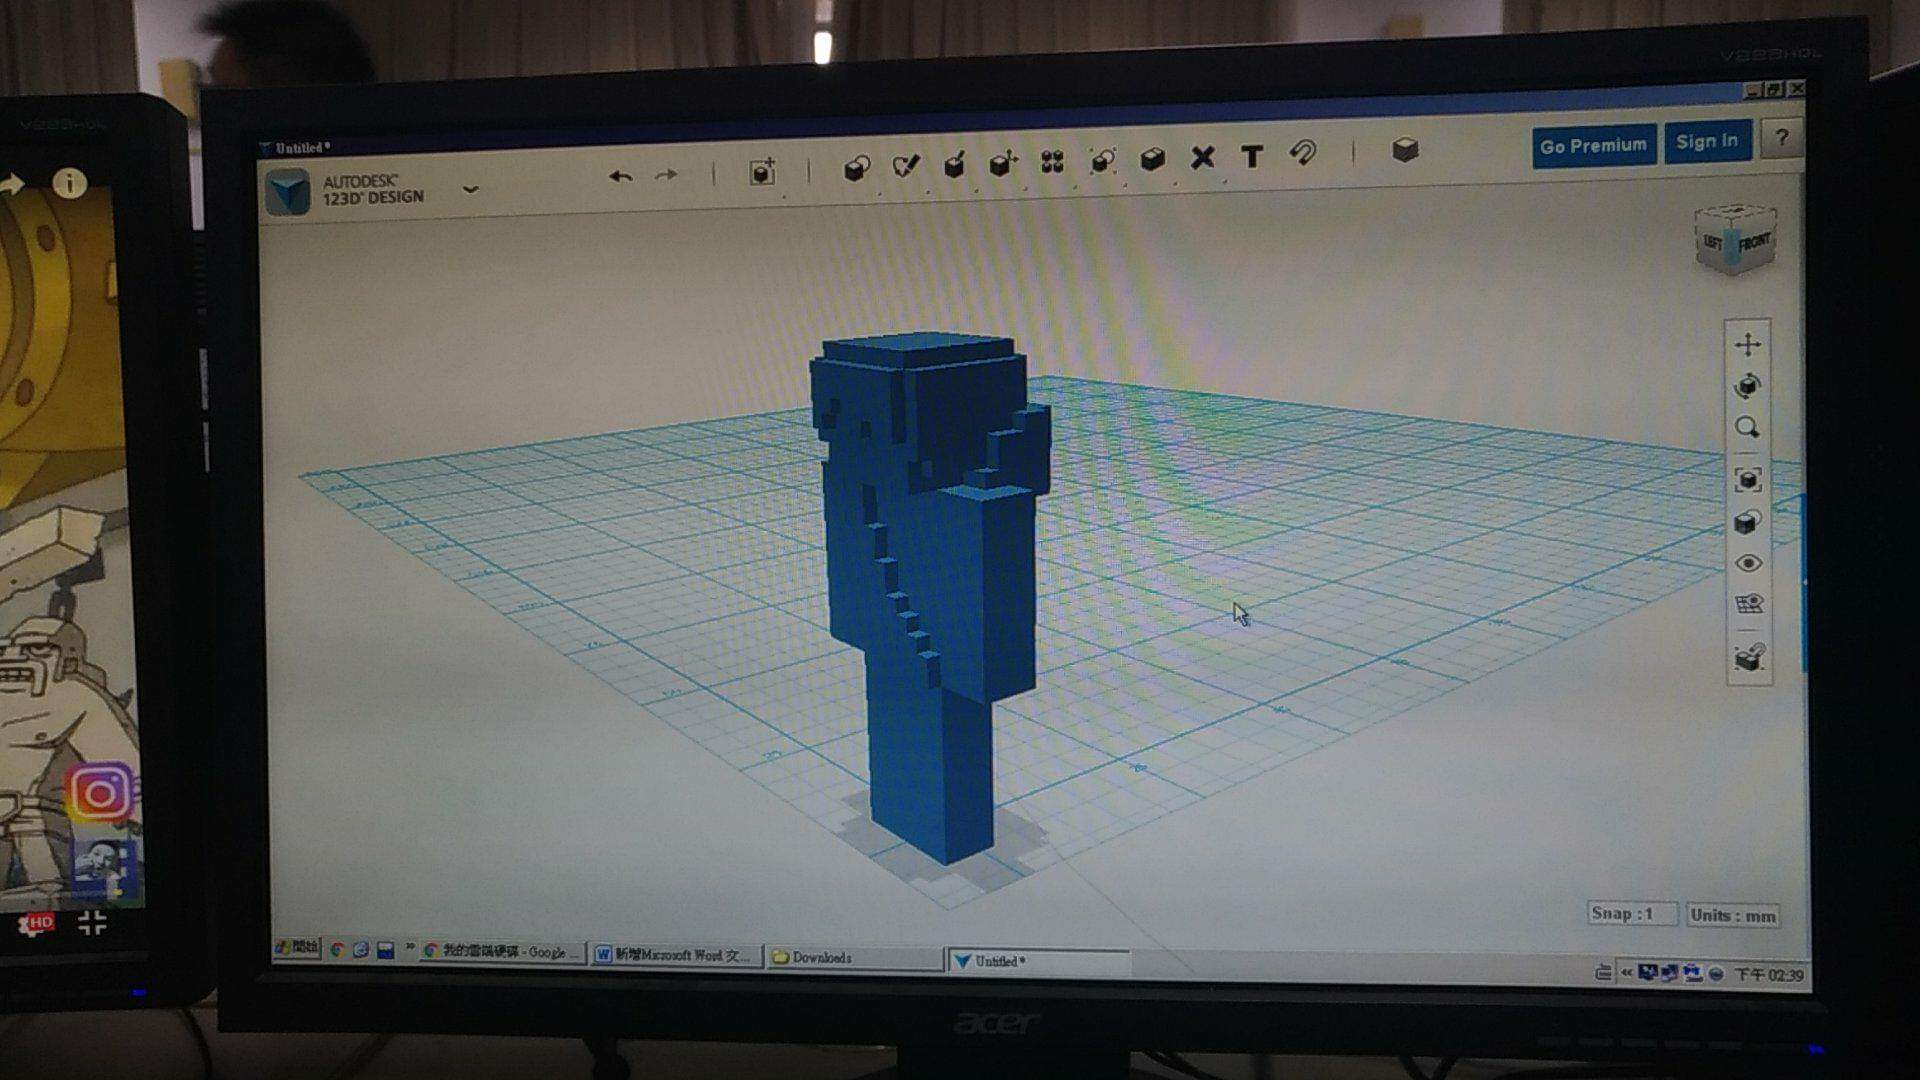 V223HQL
V223HQL
Untitled*
AUTODESK®
123D® DESIGN
Go Premium
Sign In
?
LEFT
FRONT
Snap : 1
Units : mm
HD
開始
我的雲端硬碟 - Google ...
新增Microsoft Word 文...
Downloads
Untitled*
下午 02:39
acer